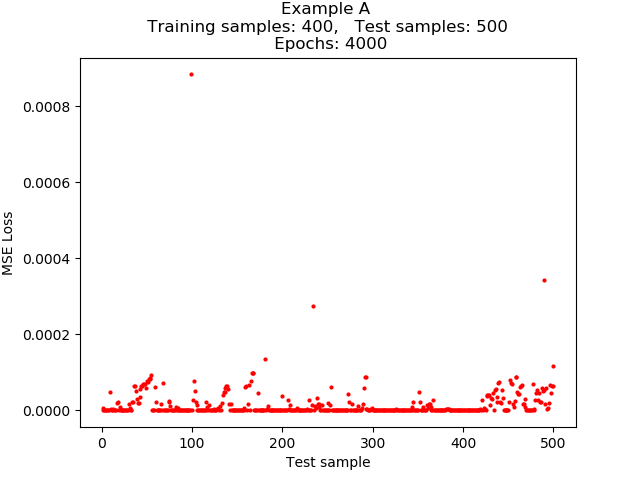 Example A
Training samples: 400,   Test samples: 500
Epochs: 4000
0.0008
0.0006
0.0004
0.0002
0.0000
MSE Loss
0 100 200 300 400 500
Test sample